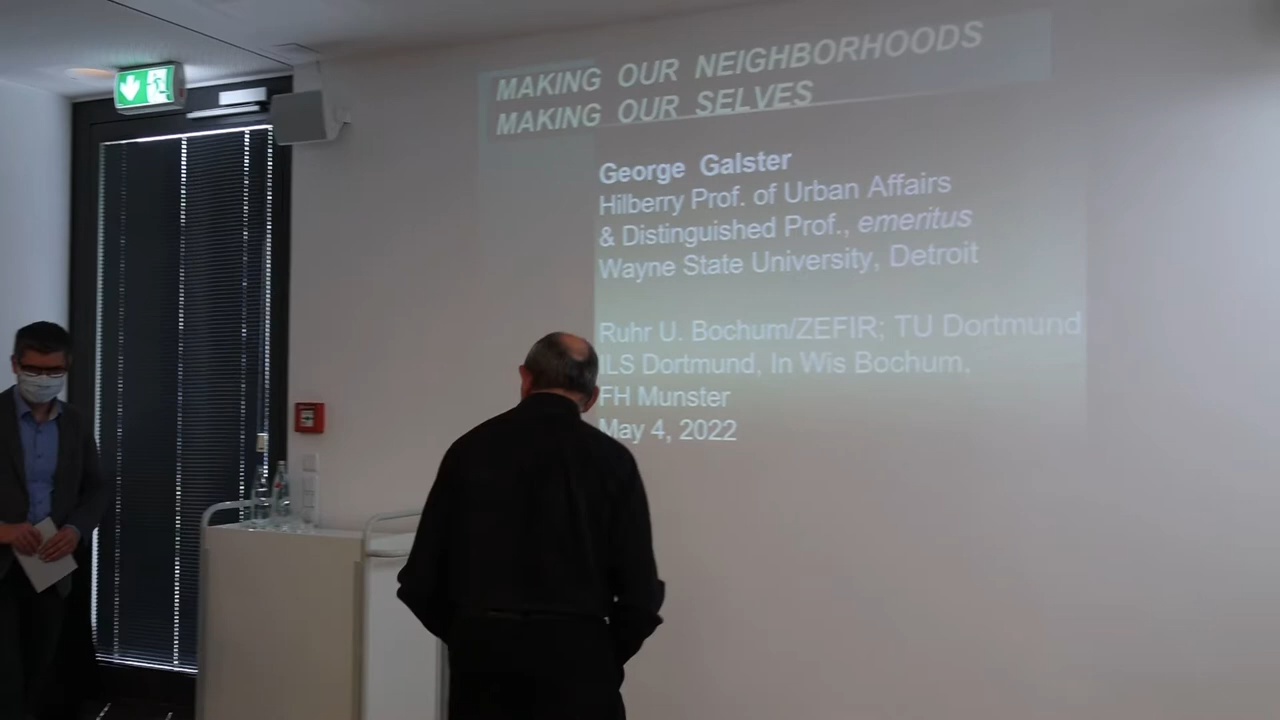 MAKING OUR NEIGHBORHOODS
MAKING OUR SELVES
George Galster
Hilberry Prof. of Urban Affairs
& Distinguished Prof., emeritus
Wayne State University, Detroit
Ruhr U. Bochum/ZEFIR; TU Dortmund
ILS Dortmund, In Wis Bochum,
FH Munster
May 4, 2022